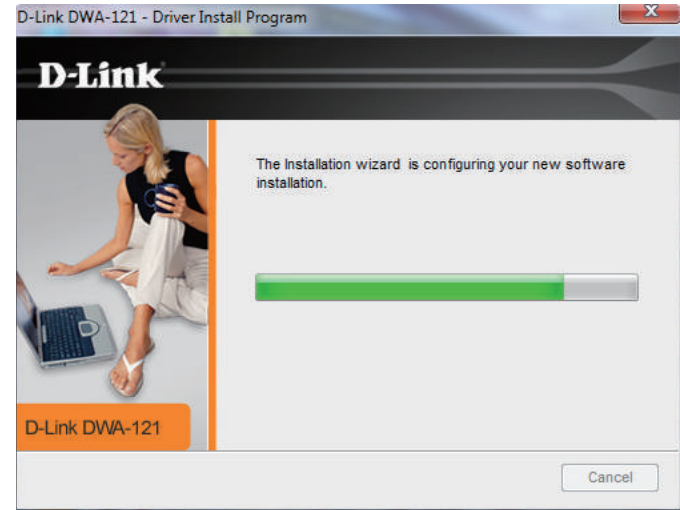 D-Link DWA-121 - Driver Install Program
D-Link
The Installation wizard is configuring your new software
installation.
D-Link DWA-121
Cancel